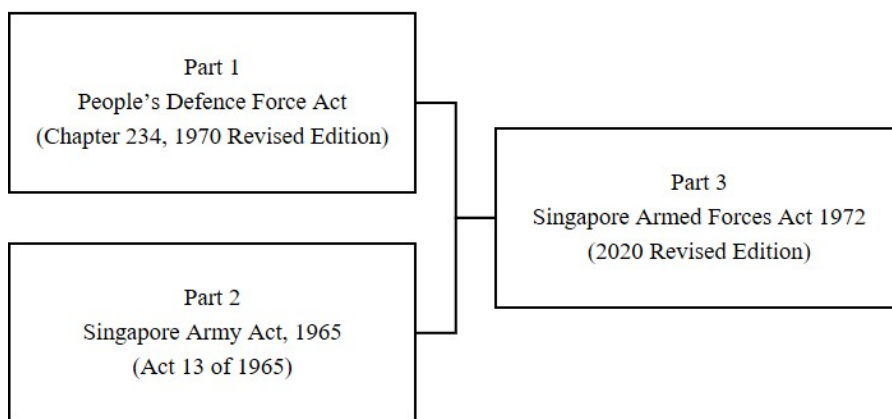 Part 1
People’s Defence Force Act
(Chapter 234, 1970 Revised Edition)
Part 2
Singapore Army Act, 1965
(Act 13 of 1965)
Part 3
Singapore Armed Forces Act 1972
(2020 Revised Edition)